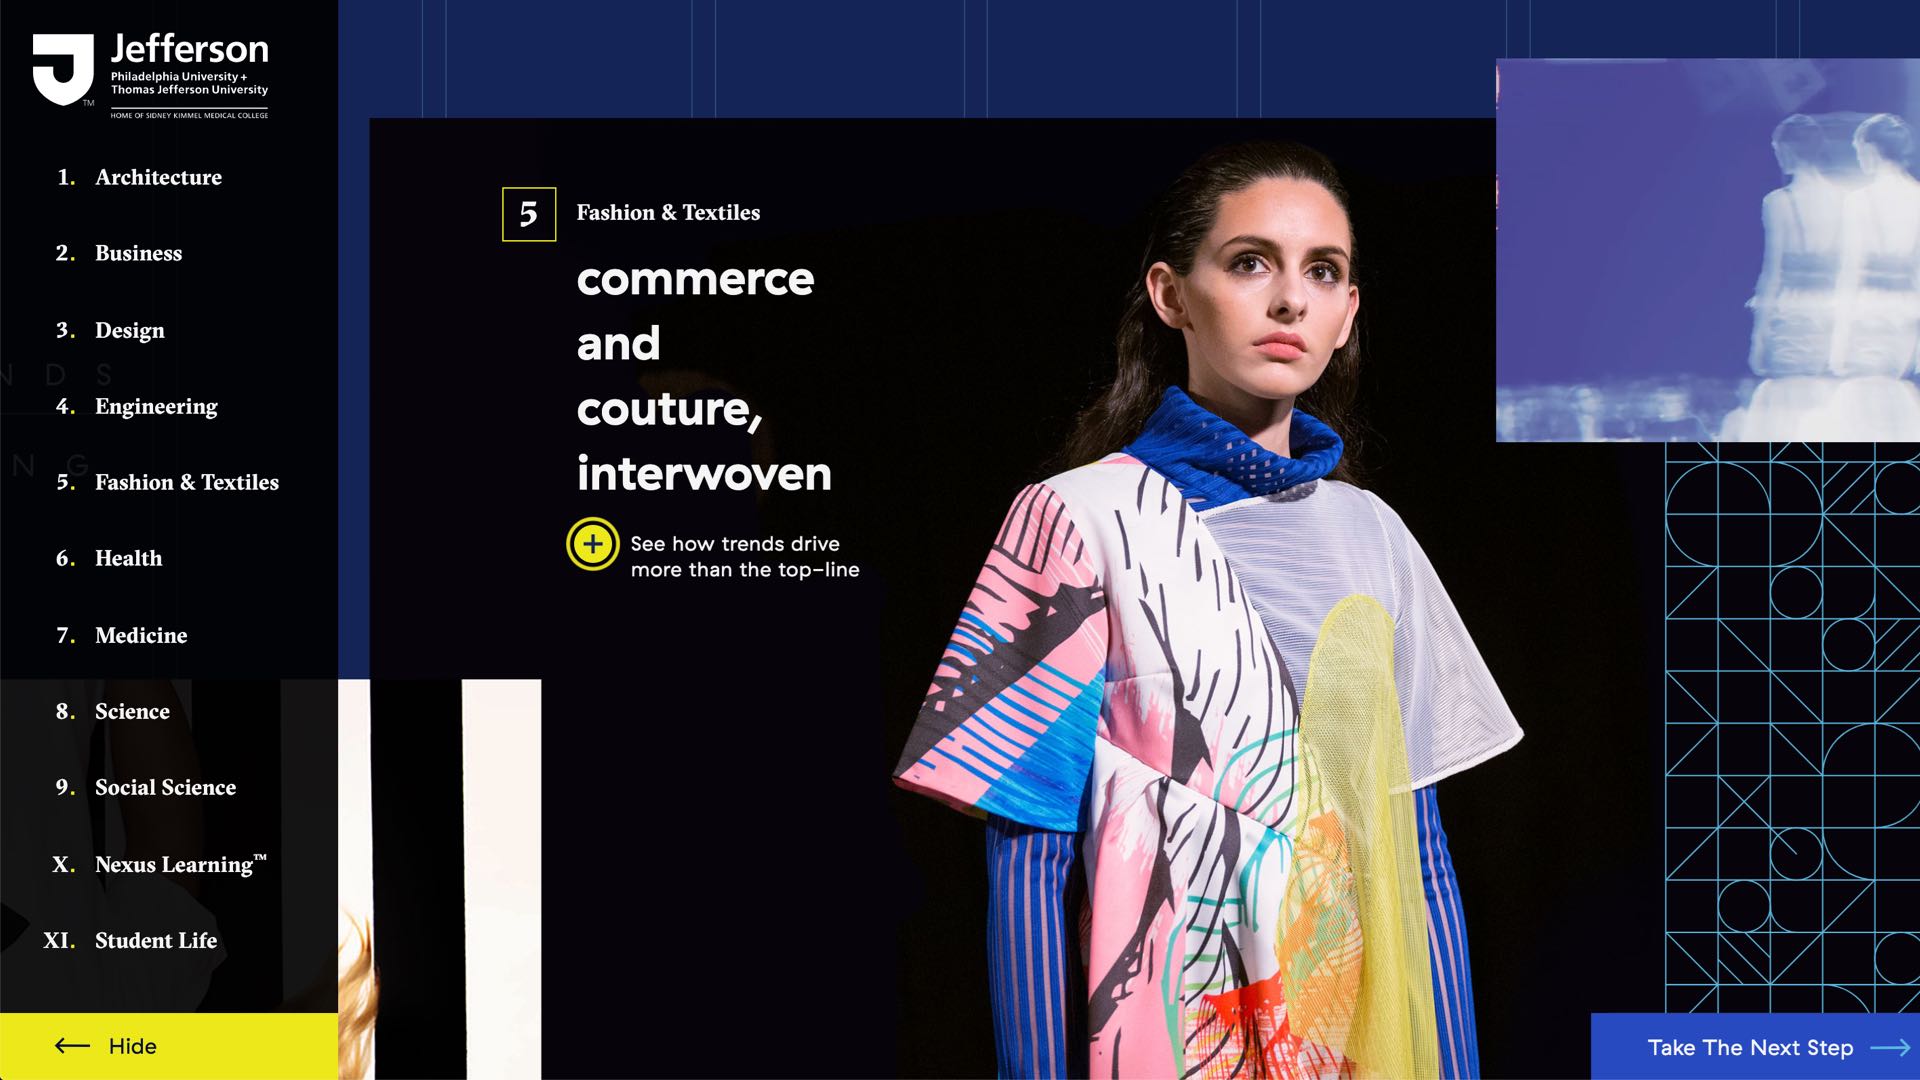 Jefferson
Philadelphia University +
Thomas Jefferson University
TM
HOME OF SIDNEY KIMMEL MEDICAL COLLEGE
1. Architecture
2. Business
3. Design
N D S
4. Engineering
N G
5. Fashion & Textiles
6. Health
7. Medicine
8. Science
9. Social Science
X. Nexus Learning™
XI. Student Life
← Hide
5 Fashion & Textiles
commerce
and
couture,
interwoven
+ See how trends drive
more than the top-line
Take The Next Step →